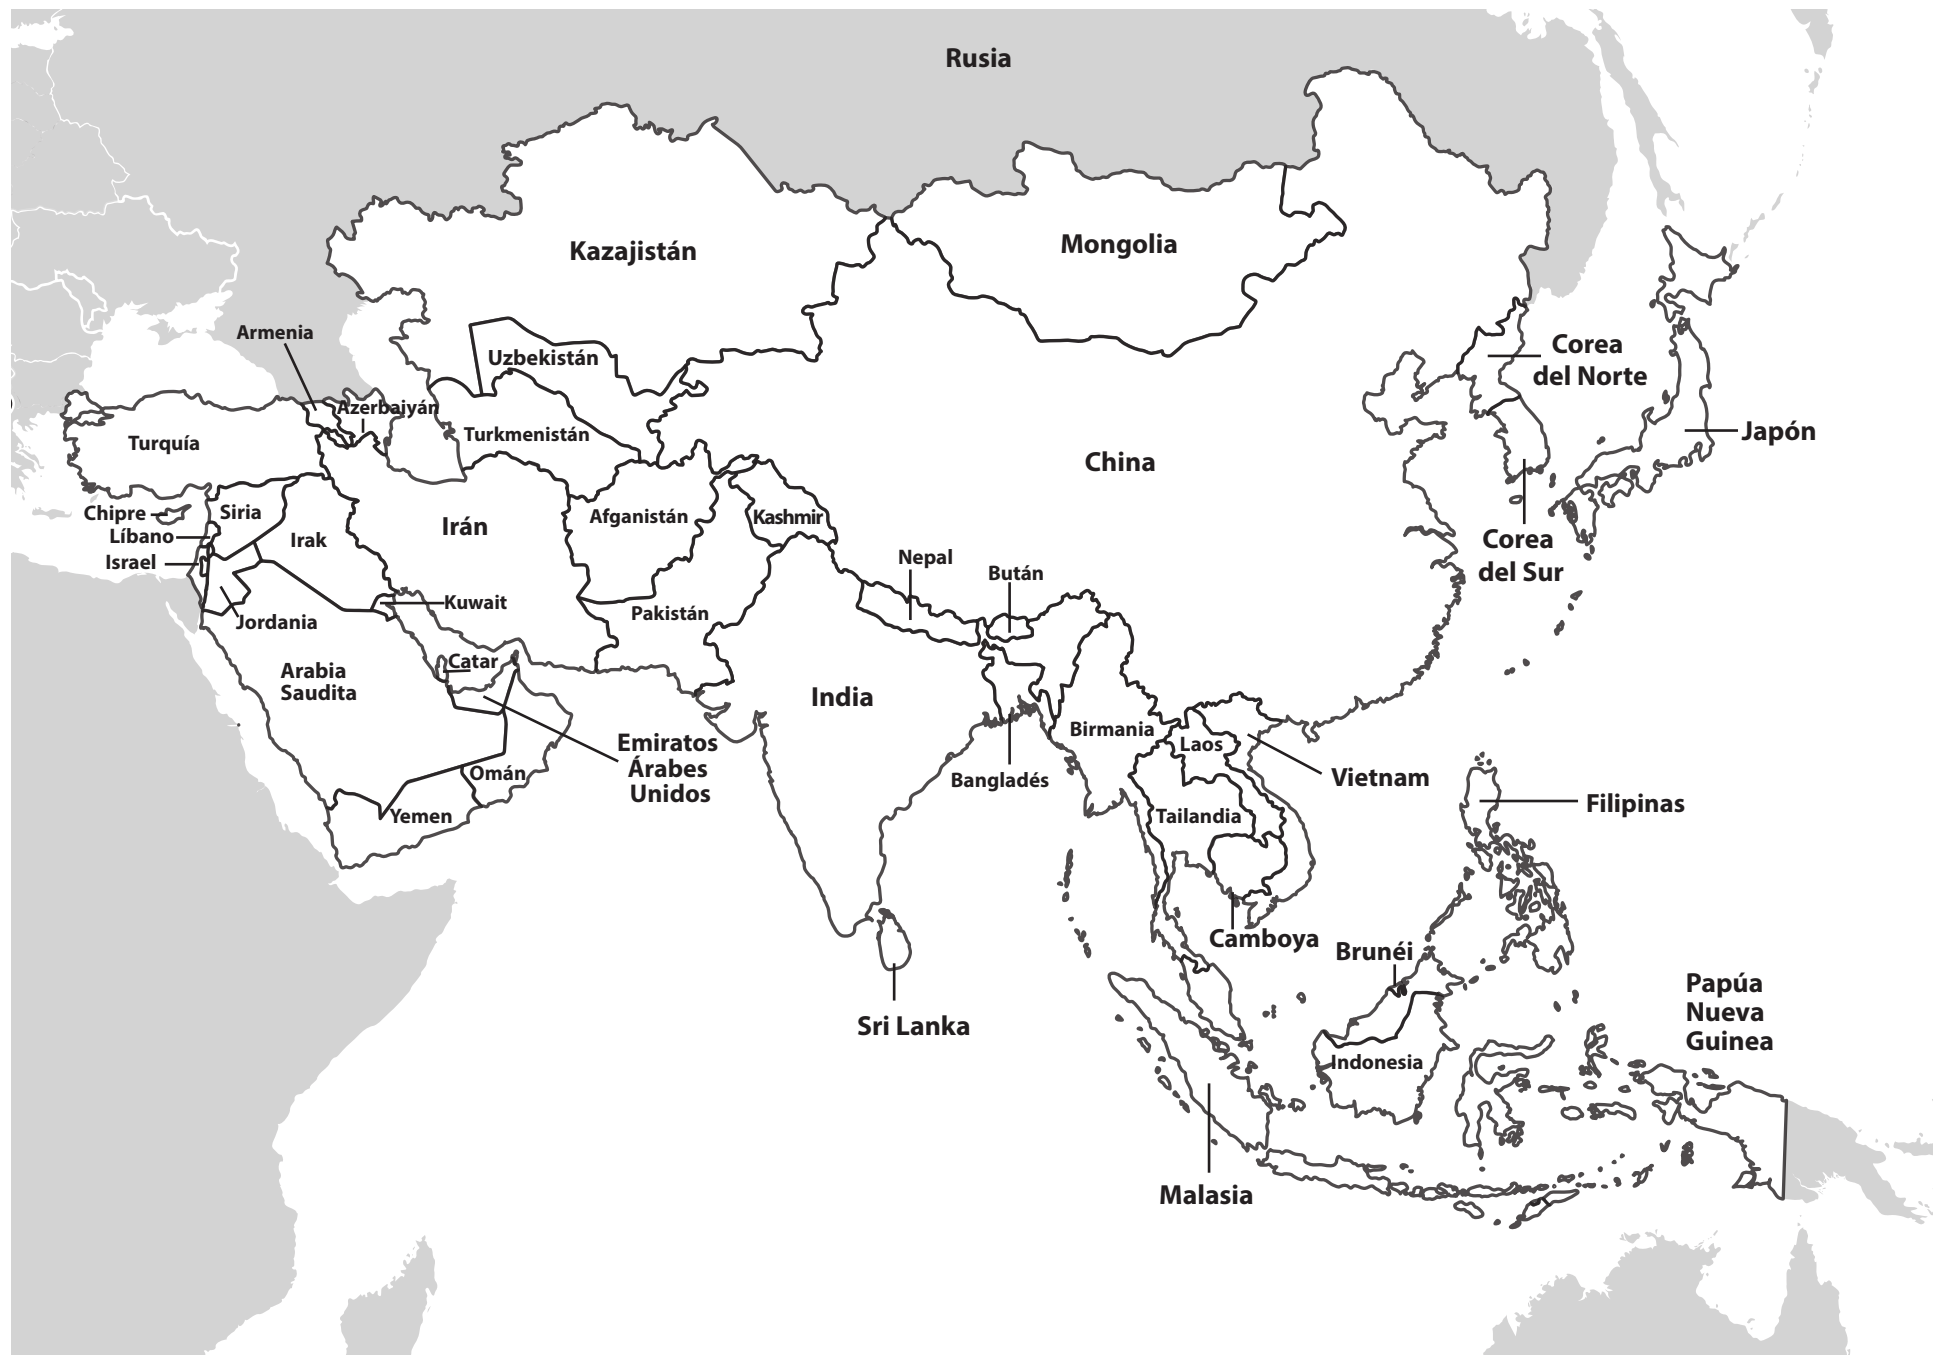 Rusia
Kazajistán
Mongolia
Armenia
Uzbekistán
Corea
del Norte
Azerbaiyán
Turquía
Turkmenistán
Japón
China
Chipre
Siria
Irán
Afganistán
Kashmir
Líbano
Irak
Corea
del Sur
Israel
Nepal
Bután
Kuwait
Pakistán
Jordania
Catar
Arabia
Saudita
India
Birmania
Laos
Emiratos
Árabes
Unidos
Omán
Bangladés
Vietnam
Filipinas
Yemen
Tailandia
Camboya
Brunéi
Papúa
Nueva
Guinea
Sri Lanka
Indonesia
Malasia